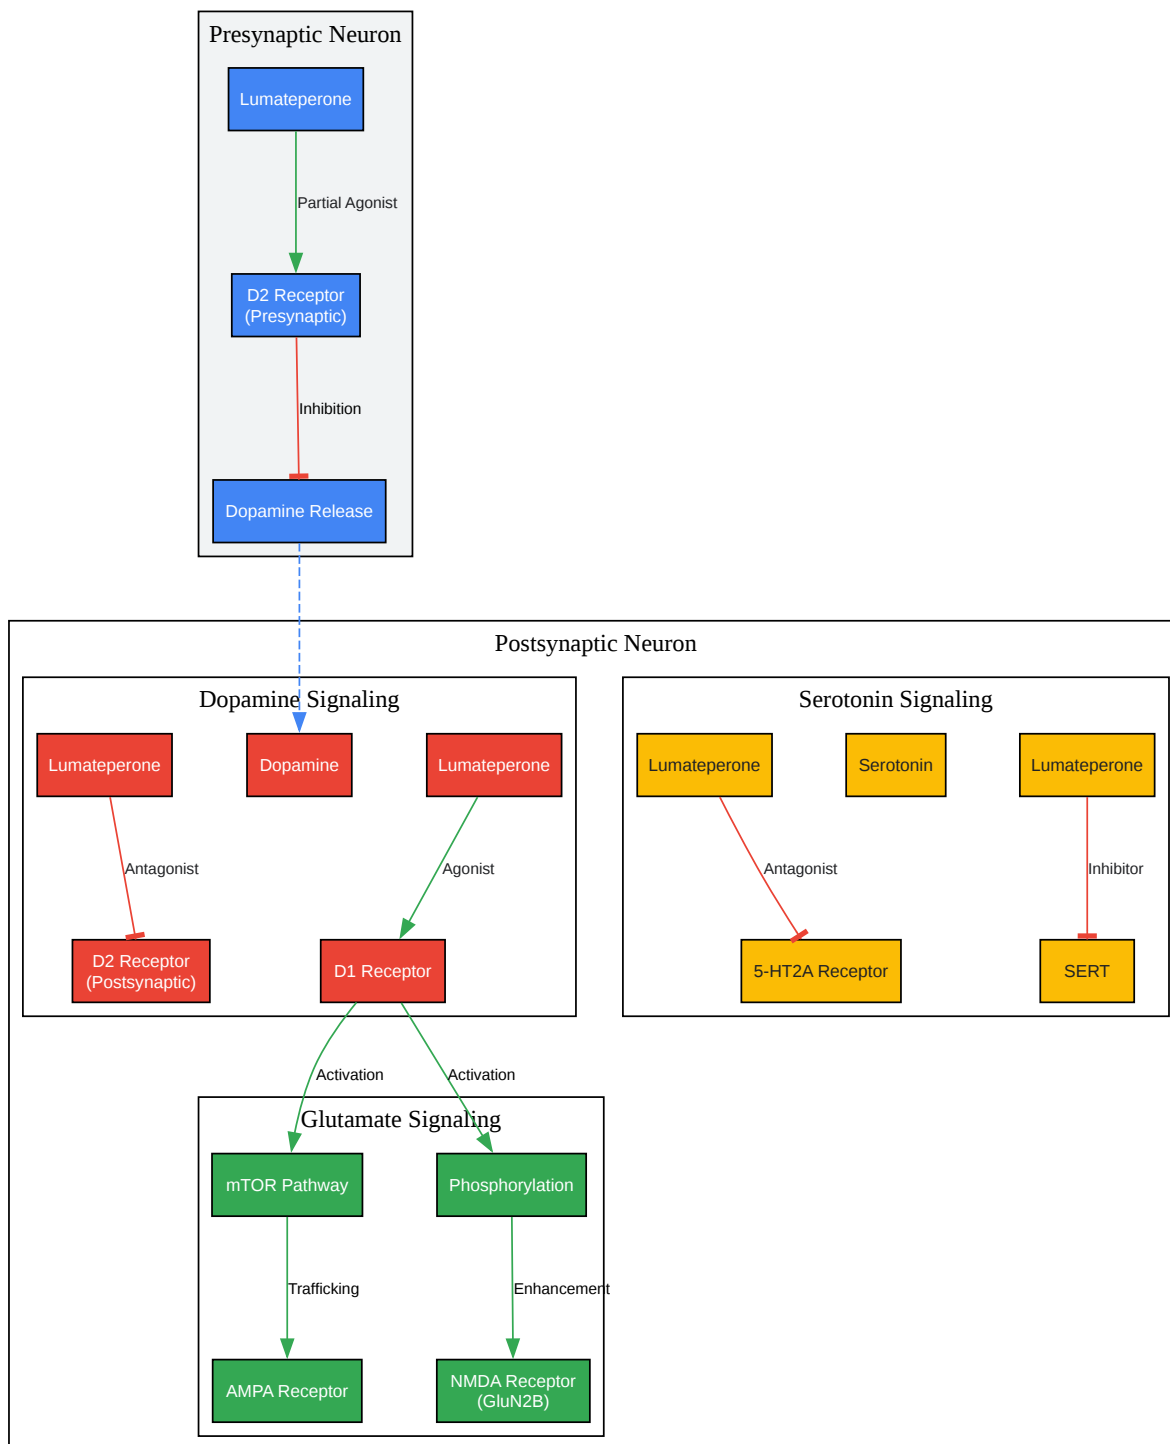 Presynaptic Neuron
Lumateperone
Partial Agonist
D2 Receptor
(Presynaptic)
Inhibition
Dopamine Release
Postsynaptic Neuron
Dopamine Signaling
Serotonin Signaling
Lumateperone
Dopamine
Lumateperone
Lumateperone
Serotonin
Lumateperone
Antagonist
Agonist
Antagonist
Inhibitor
D2 Receptor
(Postsynaptic)
D1 Receptor
5-HT2A Receptor
SERT
Activation
Activation
Glutamate Signaling
mTOR Pathway
Phosphorylation
Trafficking
Enhancement
AMPA Receptor
NMDA Receptor
(GluN2B)